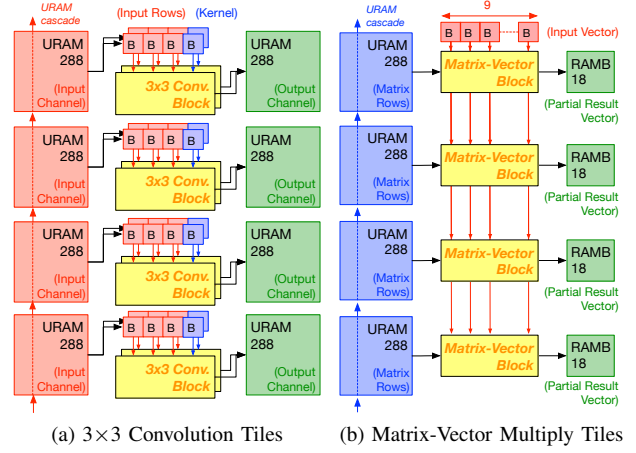 URAM
cascade
(Input Rows) (Kernel)
URAM
288
(Input
Channel)
B B B B
3x3 Conv.
Block
URAM
288
(Output
Channel)
URAM
288
(Input
Channel)
B B B B
3x3 Conv.
Block
URAM
288
(Output
Channel)
URAM
288
(Input
Channel)
B B B B
3x3 Conv.
Block
URAM
288
(Output
Channel)
URAM
288
(Input
Channel)
B B B B
3x3 Conv.
Block
URAM
288
(Output
Channel)
(a) 3×3 Convolution Tiles
URAM
cascade
9
B B B B
(Input Vector)
URAM
288
(Matrix
Rows)
Matrix-Vector
Block
RAMB
18
(Partial Result
Vector)
URAM
288
(Matrix
Rows)
Matrix-Vector
Block
RAMB
18
(Partial Result
Vector)
URAM
288
(Matrix
Rows)
Matrix-Vector
Block
RAMB
18
(Partial Result
Vector)
URAM
288
(Matrix
Rows)
Matrix-Vector
Block
RAMB
18
(Partial Result
Vector)
(b) Matrix-Vector Multiply Tiles